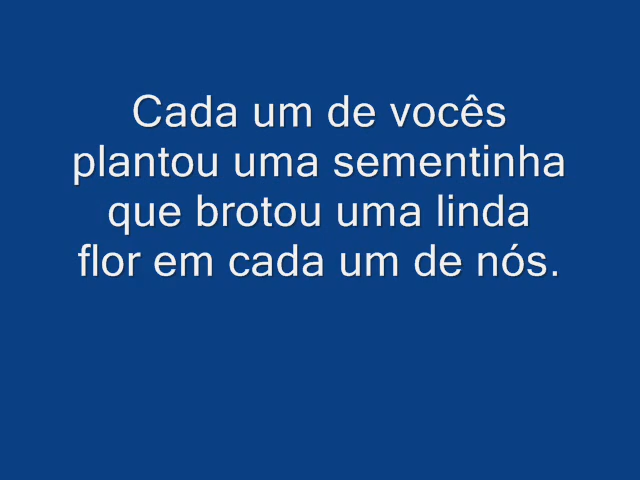 Cada um de vocês
plantou uma sementinha
que brotou uma linda
flor em cada um de nós.